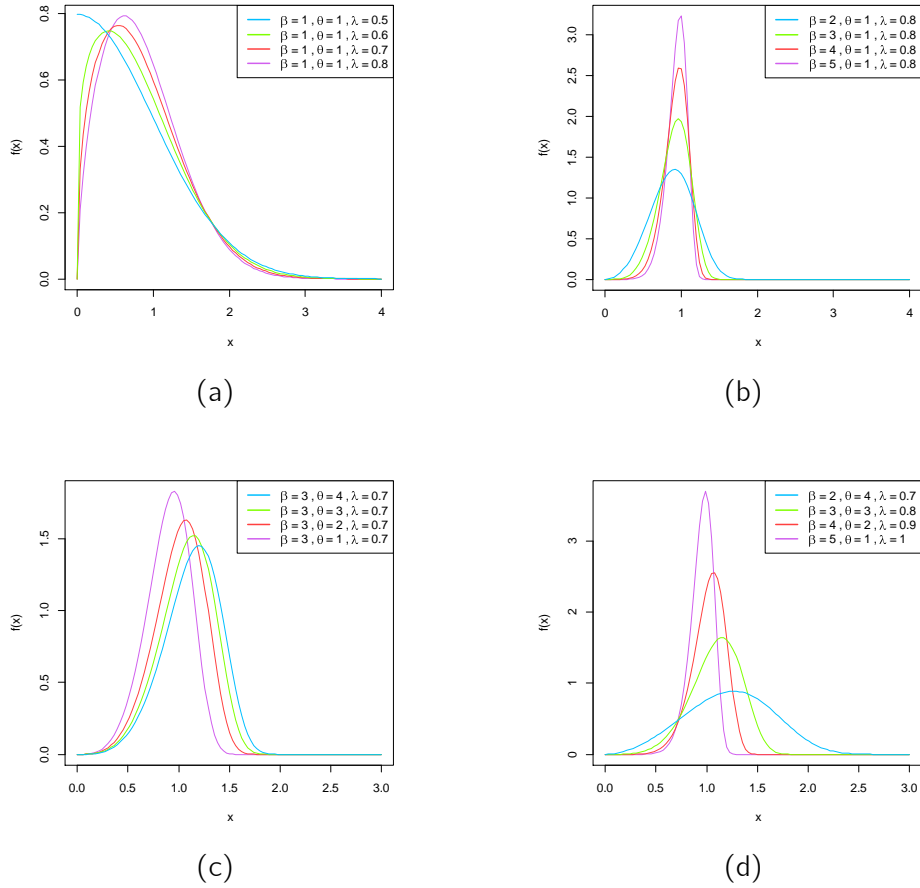 0.8
0.6
0.4
0.2
0.0
f(x)
β = 1 , θ = 1 , λ = 0.5
β = 1 , θ = 1 , λ = 0.6
β = 1 , θ = 1 , λ = 0.7
β = 1 , θ = 1 , λ = 0.8
0 1 2 3 4
x
(a)
3.0
2.5
2.0
1.5
1.0
0.5
0.0
f(x)
β = 2 , θ = 1 , λ = 0.8
β = 3 , θ = 1 , λ = 0.8
β = 4 , θ = 1 , λ = 0.8
β = 5 , θ = 1 , λ = 0.8
0 1 2 3 4
x
(b)
1.5
1.0
0.5
0.0
f(x)
β = 3 , θ = 4 , λ = 0.7
β = 3 , θ = 3 , λ = 0.7
β = 3 , θ = 2 , λ = 0.7
β = 3 , θ = 1 , λ = 0.7
0.0 0.5 1.0 1.5 2.0 2.5 3.0
x
(c)
3
2
1
0
f(x)
β = 2 , θ = 4 , λ = 0.7
β = 3 , θ = 3 , λ = 0.8
β = 4 , θ = 2 , λ = 0.9
β = 5 , θ = 1 , λ = 1
0.0 0.5 1.0 1.5 2.0 2.5 3.0
x
(d)